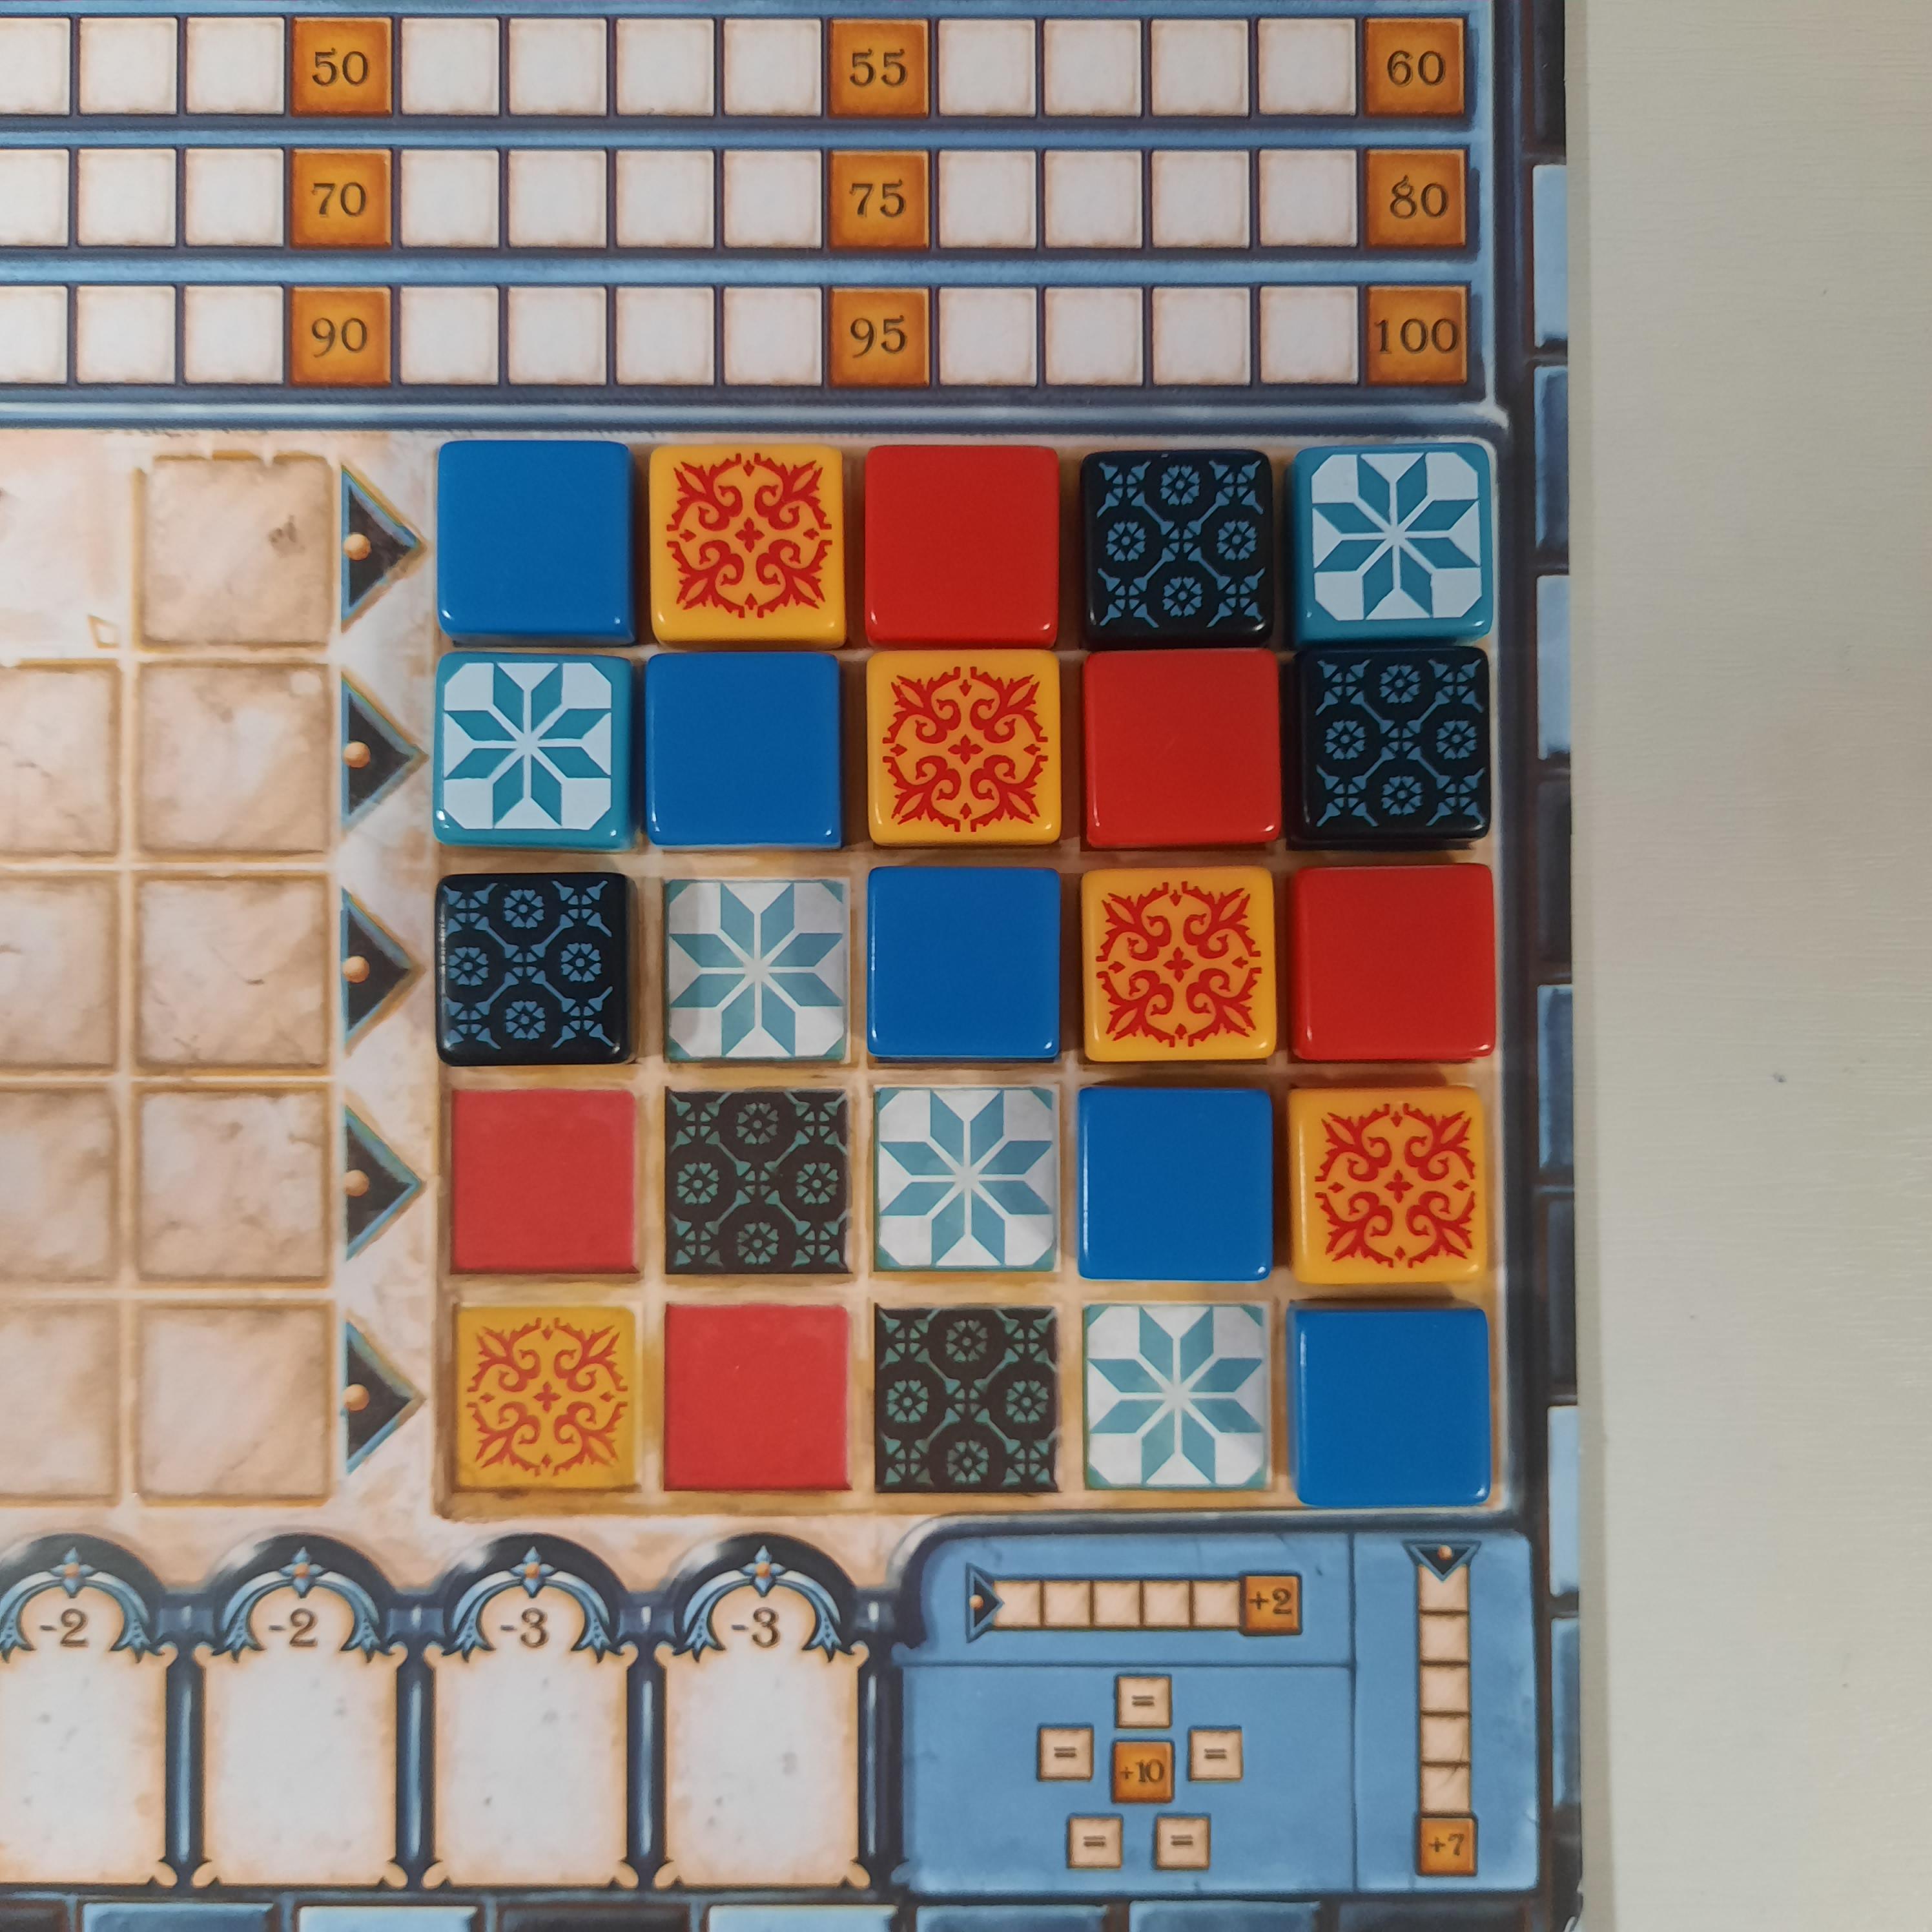 50 55 60
70 75 80
90 95 100
-2 -2 -3 -3
+2
=
= =
+10
= =
+7